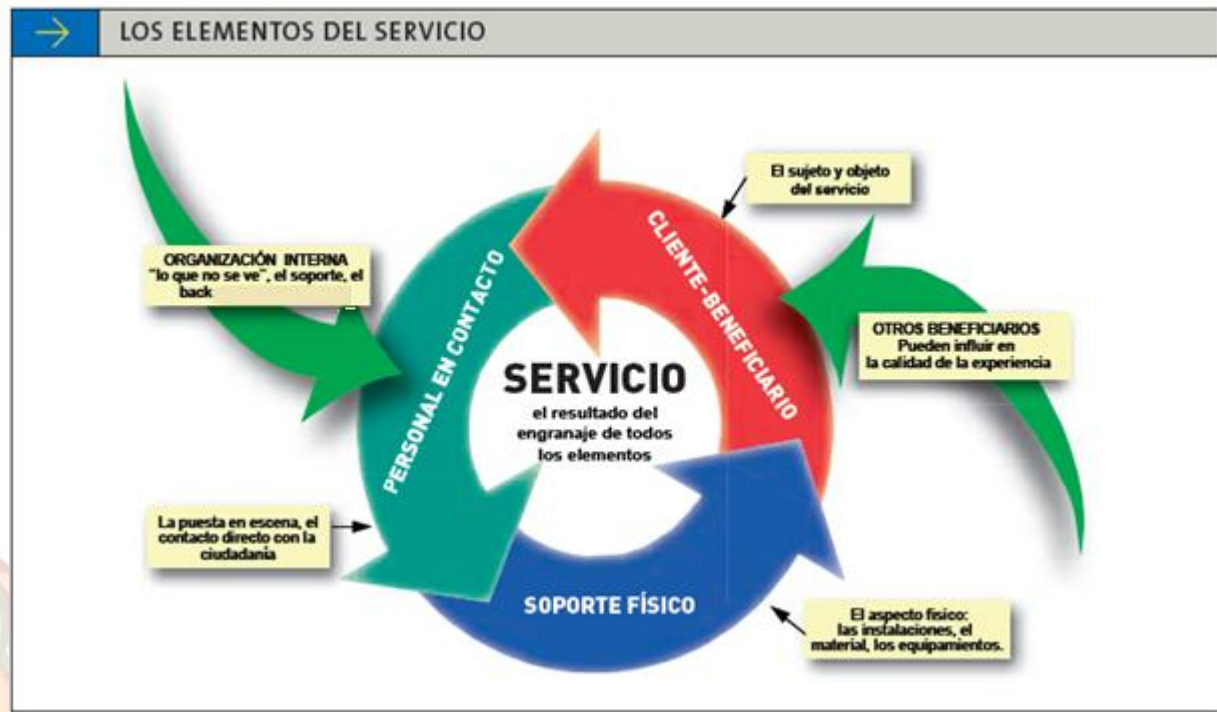 LOS ELEMENTOS DEL SERVICIO
El sujeto y objeto
del servicio
ORGANIZACIÓN INTERNA
"lo que no se ve", el soporte, el
back
CLIENTE-BENEFICIARIO
OTROS BENEFICIARIOS
Pueden influir en
la calidad de la experiencia
PERSONAL EN CONTACTO
SERVICIO
el resultado del
engranaje de todos
los elementos
La puesta en escena, el
contacto directo con la
ciudadanía
SOPORTE FÍSICO
El aspecto fisico:
las instalaciones, el
material, los equipamientos.